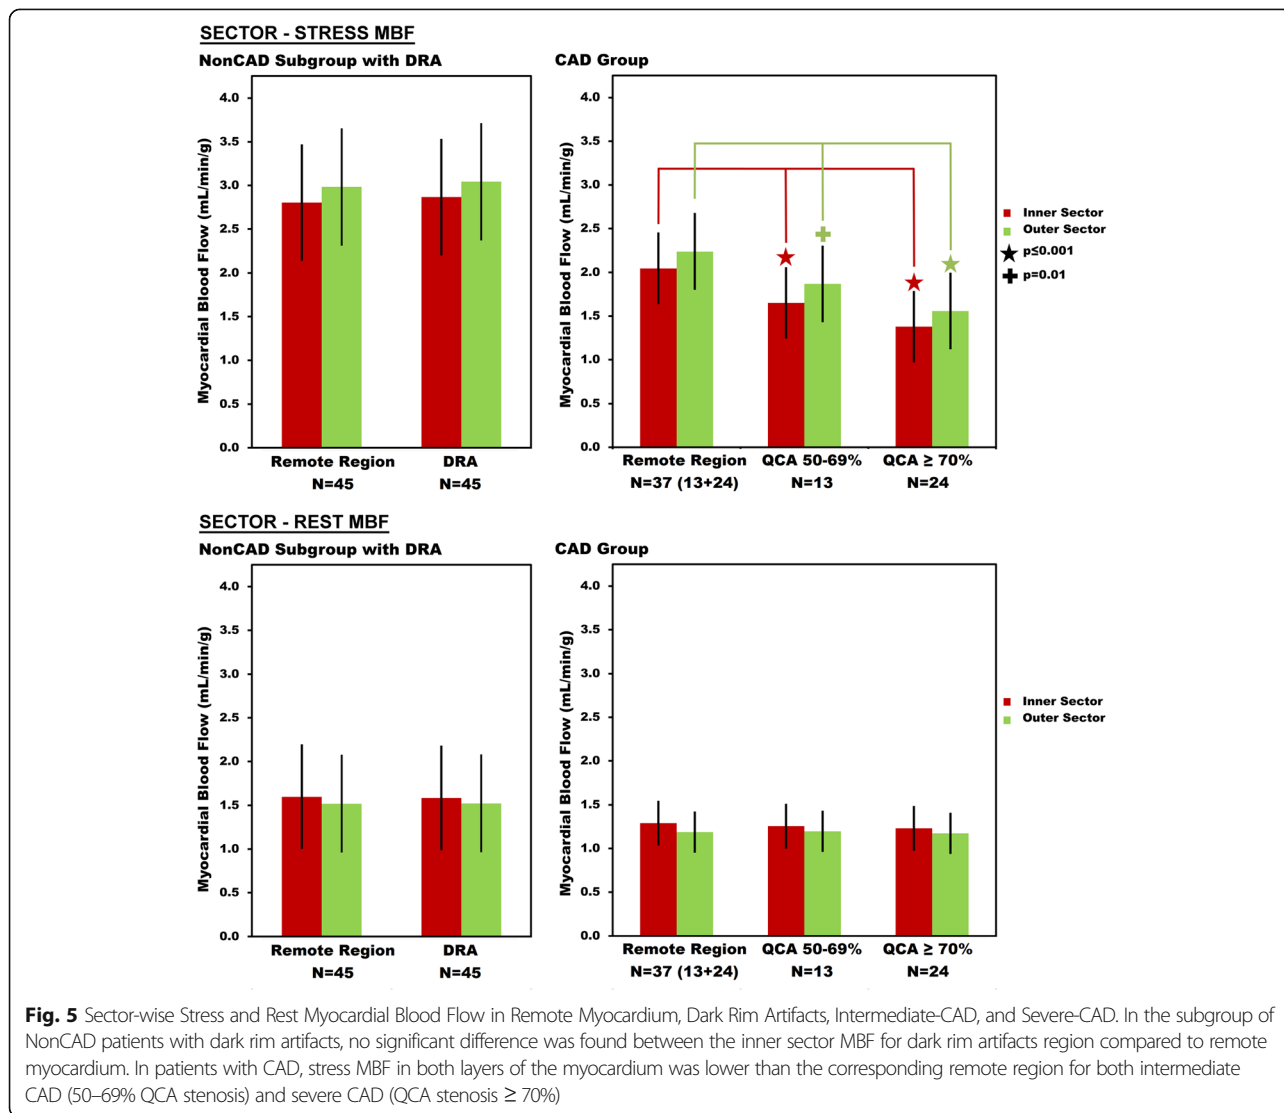 SECTOR - STRESS MBF
NonCAD Subgroup with DRA
CAD Group
Myocardial Blood Flow (mL/min/g)
4.0
3.5
3.0
2.5
2.0
1.5
1.0
0.5
0.0
Remote Region
N=45
DRA
N=45
Myocardial Blood Flow (mL/min/g)
4.0
3.5
3.0
2.5
2.0
1.5
1.0
0.5
0.0
Remote Region
N=37 (13+24)
QCA 50-69%
N=13
QCA ≥ 70%
N=24
Inner Sector
Outer Sector
p≤0.001
p=0.01
SECTOR - REST MBF
NonCAD Subgroup with DRA
CAD Group
Myocardial Blood Flow (mL/min/g)
4.0
3.5
3.0
2.5
2.0
1.5
1.0
0.5
0.0
Remote Region
N=45
DRA
N=45
Myocardial Blood Flow (mL/min/g)
4.0
3.5
3.0
2.5
2.0
1.5
1.0
0.5
0.0
Remote Region
N=37 (13+24)
QCA 50-69%
N=13
QCA ≥ 70%
N=24
Inner Sector
Outer Sector
Fig. 5 Sector-wise Stress and Rest Myocardial Blood Flow in Remote Myocardium, Dark Rim Artifacts, Intermediate-CAD, and Severe-CAD. In the subgroup of
NonCAD patients with dark rim artifacts, no significant difference was found between the inner sector MBF for dark rim artifacts region compared to remote
myocardium. In patients with CAD, stress MBF in both layers of the myocardium was lower than the corresponding remote region for both intermediate
CAD (50–69% QCA stenosis) and severe CAD (QCA stenosis ≥ 70%)